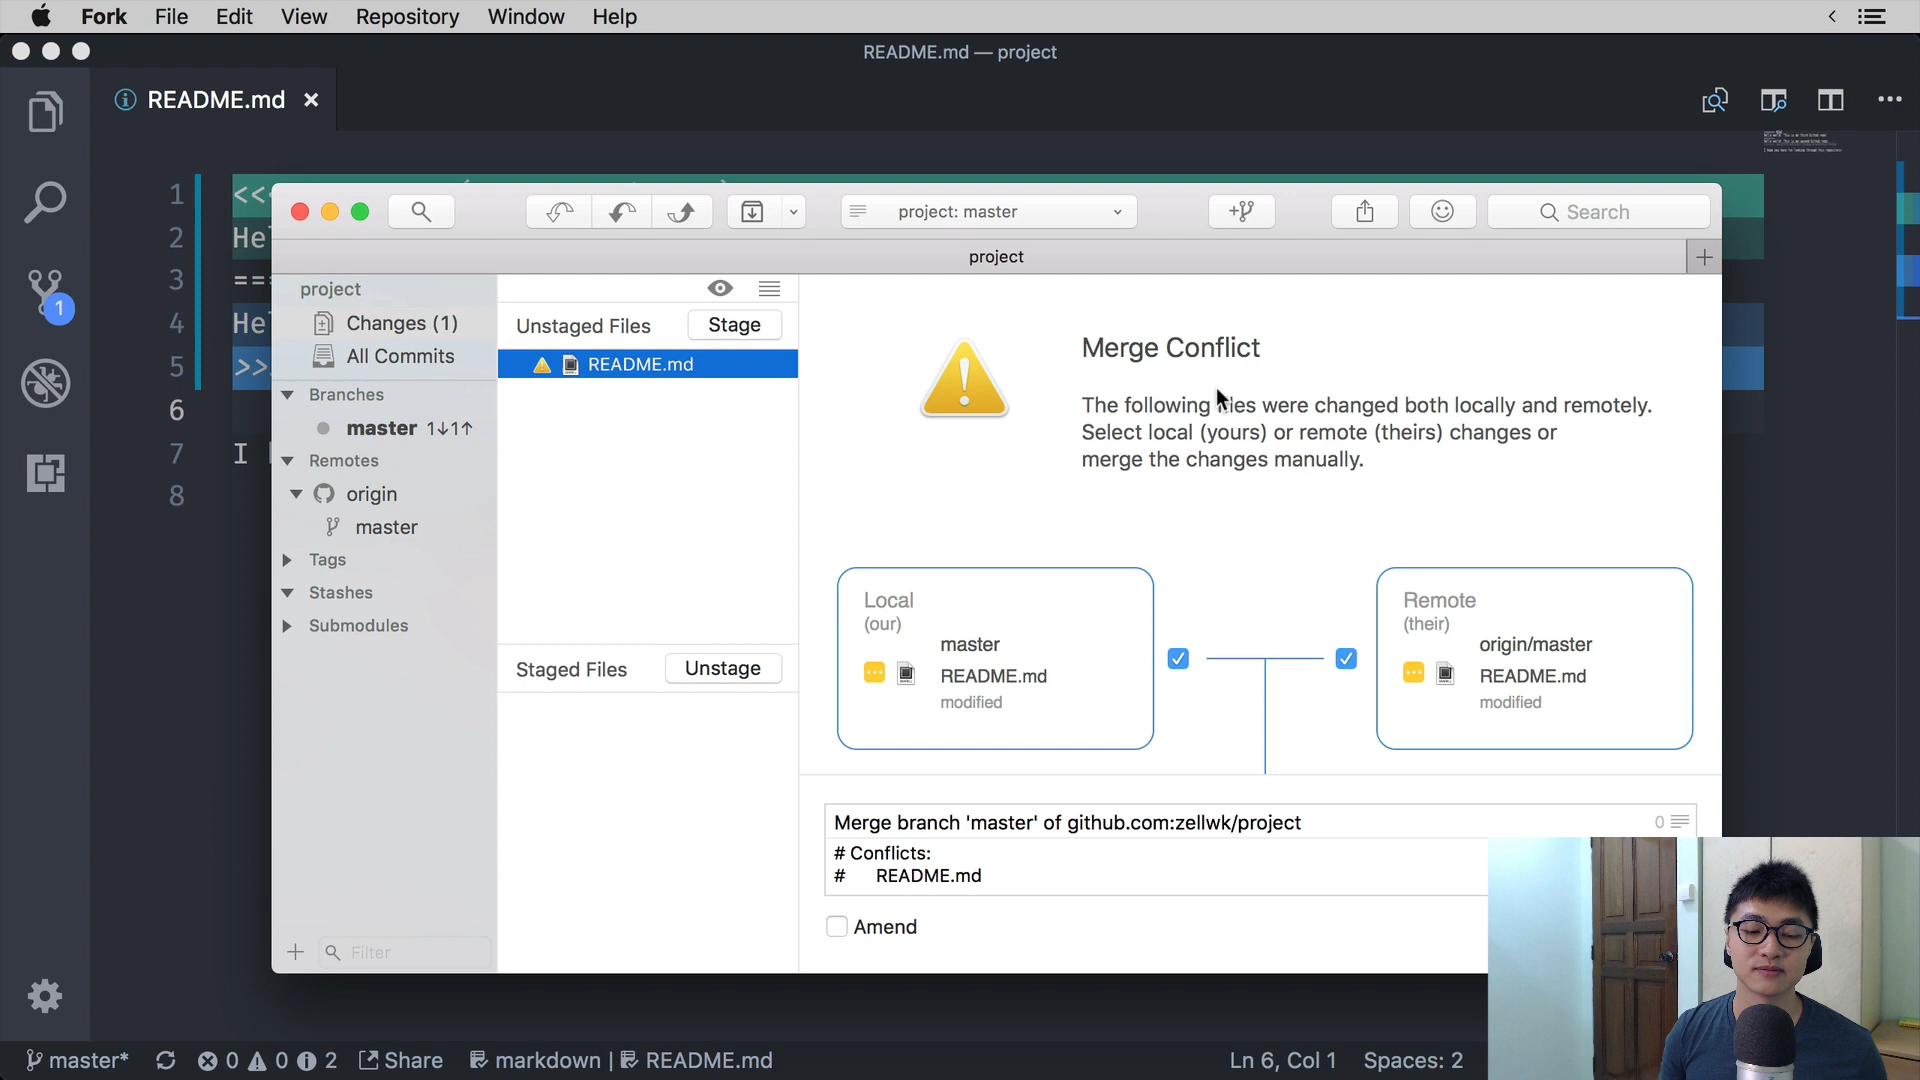 Fork File Edit View Repository Window Help
README.md — project
README.md
1
2
3
4
5
6
7
8
<<
He
==
He
>>
I
1
project: master
Search
project
project
Changes (1)
All Commits
Branches
master 1↓1↑
Remotes
origin
master
Tags
Stashes
Submodules
Filter
Unstaged Files
Stage
README.md
Staged Files
Unstage
Merge Conflict
The following files were changed both locally and remotely.
Select local (yours) or remote (theirs) changes or
merge the changes manually.
Local
(our)
master
README.md
modified
Remote
(their)
origin/master
README.md
modified
Merge branch 'master' of github.com:zellwk/project
0
# Conflicts:
# README.md
Amend
master* 0 0 2 Share markdown | README.md
Ln 6, Col 1 Spaces: 2